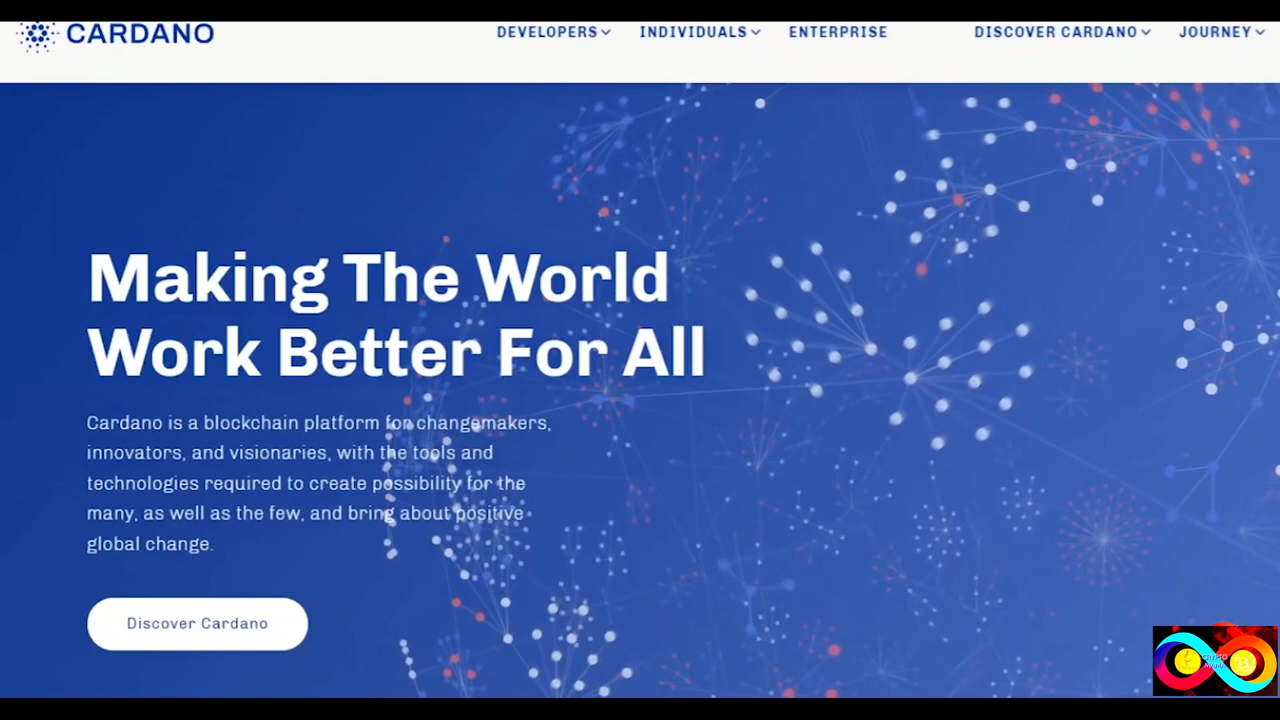 CARDANO
DEVELOPERS INDIVIDUALS ENTERPRISE DISCOVER CARDANO JOURNEY
Making The World
Work Better For All
Cardano is a blockchain platform for changemakers,
innovators, and visionaries, with the tools and
technologies required to create possibility for the
many, as well as the few, and bring about positive
global change.
Discover Cardano
CRYPTO